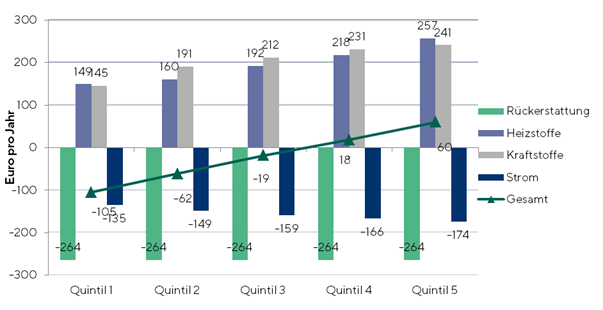 300
200
100
0
-100
-200
-300
Euro pro Jahr
149
145
160
191
192
212
218
231
257
241
-105
-135
-62
-149
-19
-159
18
-166
60
-174
-264
-264
-264
-264
-264
Quintil 1
Quintil 2
Quintil 3
Quintil 4
Quintil 5
Rückerstattung
Heizstoffe
Kraftstoffe
Strom
Gesamt